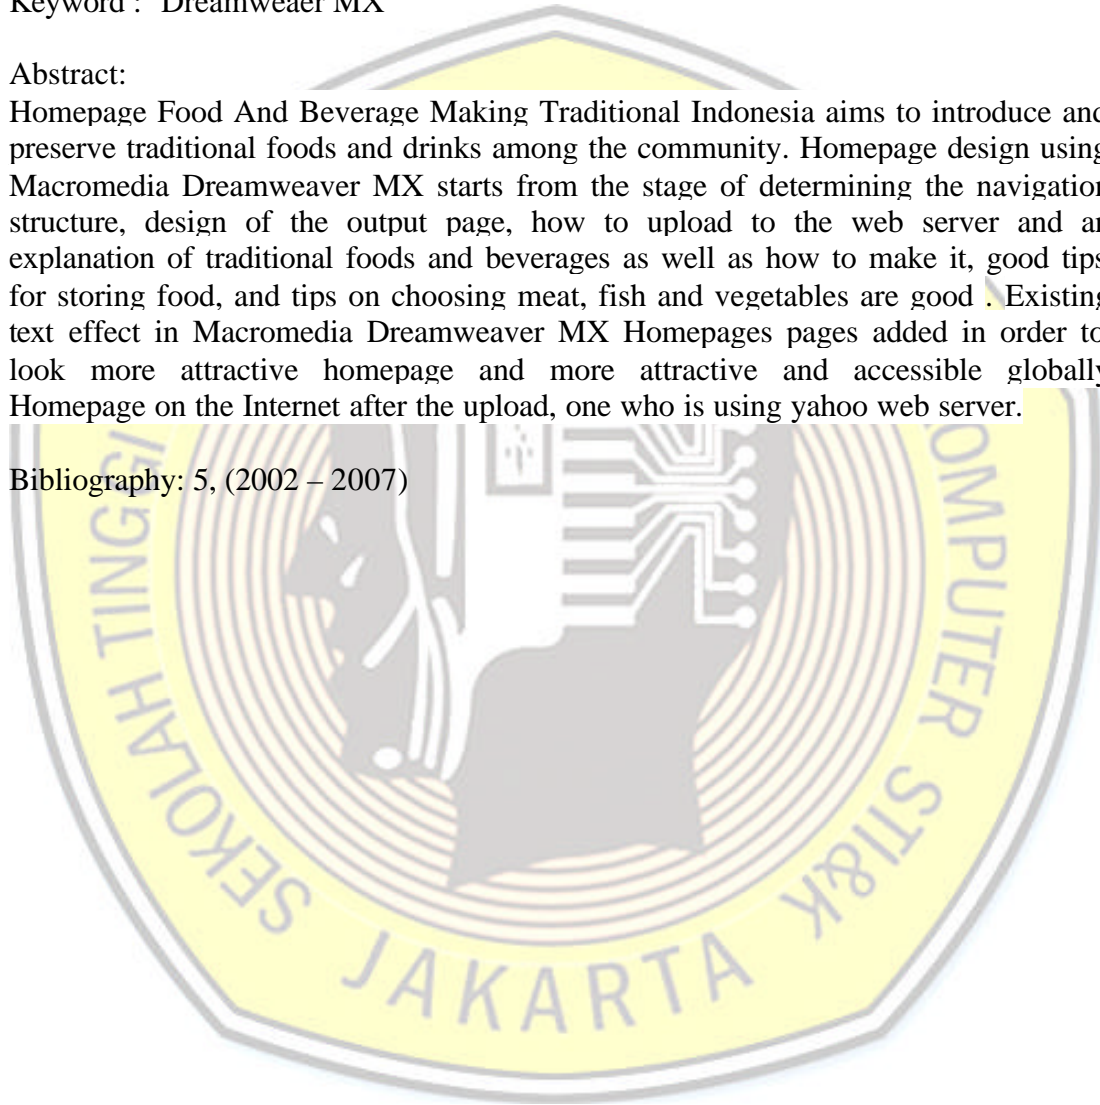 Keyword : Dreamweaer MX
Abstract:
Homepage Food And Beverage Making Traditional Indonesia aims to introduce and
preserve traditional foods and drinks among the community. Homepage design using
Macromedia Dreamweaver MX starts from the stage of determining the navigation
structure, design of the output page, how to upload to the web server and an
explanation of traditional foods and beverages as well as how to make it, good tips
for storing food, and tips on choosing meat, fish and vegetables are good . Existing
text effect in Macromedia Dreamweaver MX Homepages pages added in order to
look more attractive homepage and more attractive and accessible globally
Homepage on the Internet after the upload, one who is using yahoo web server.
Bibliography: 5, (2002 – 2007)
SEKOLAH TINGGI
OMPUTER STI&K
JAKARTA